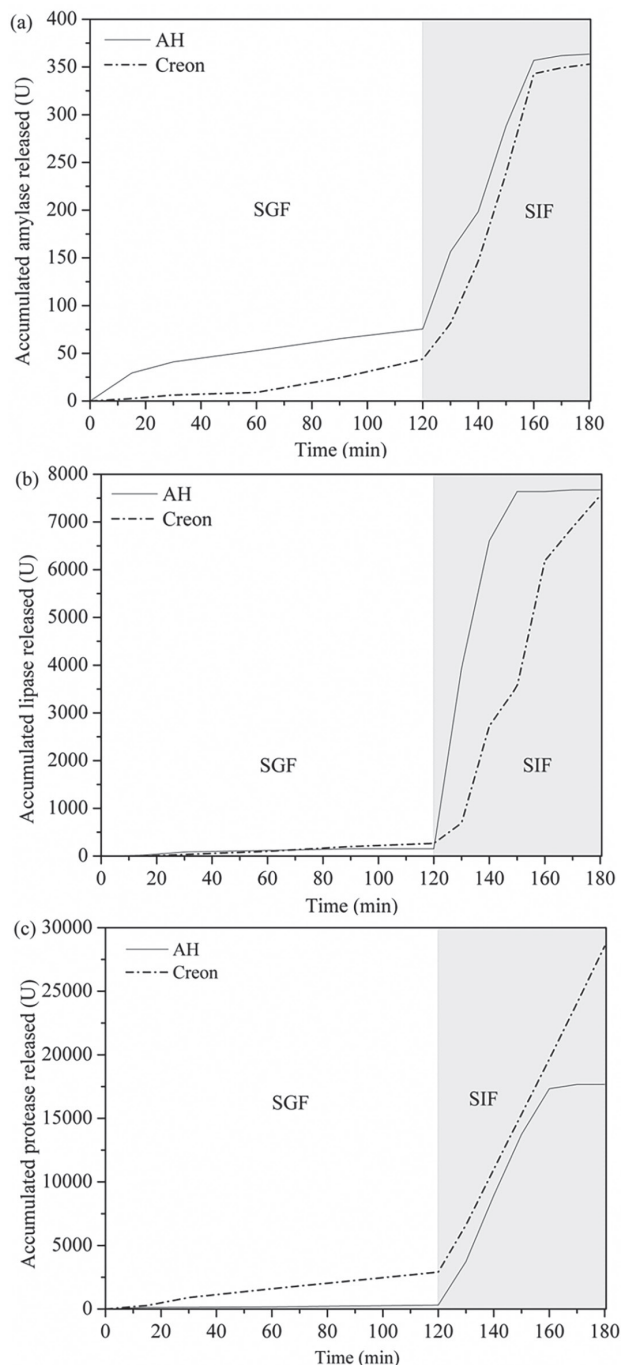 (a)
400
350
300
250
200
150
100
50
0
Accumulated amylase released (U)
AH
Creon
SGF
SIF
0 20 40 60 80 100 120 140 160 180
Time (min)
(b)
8000
7000
6000
5000
4000
3000
2000
1000
0
Accumulated lipase released (U)
AH
Creon
SGF
SIF
0 20 40 60 80 100 120 140 160 180
Time (min)
(c)
30000
25000
20000
15000
10000
5000
0
Accumulated protease released (U)
AH
Creon
SGF
SIF
0 20 40 60 80 100 120 140 160 180
Time (min)